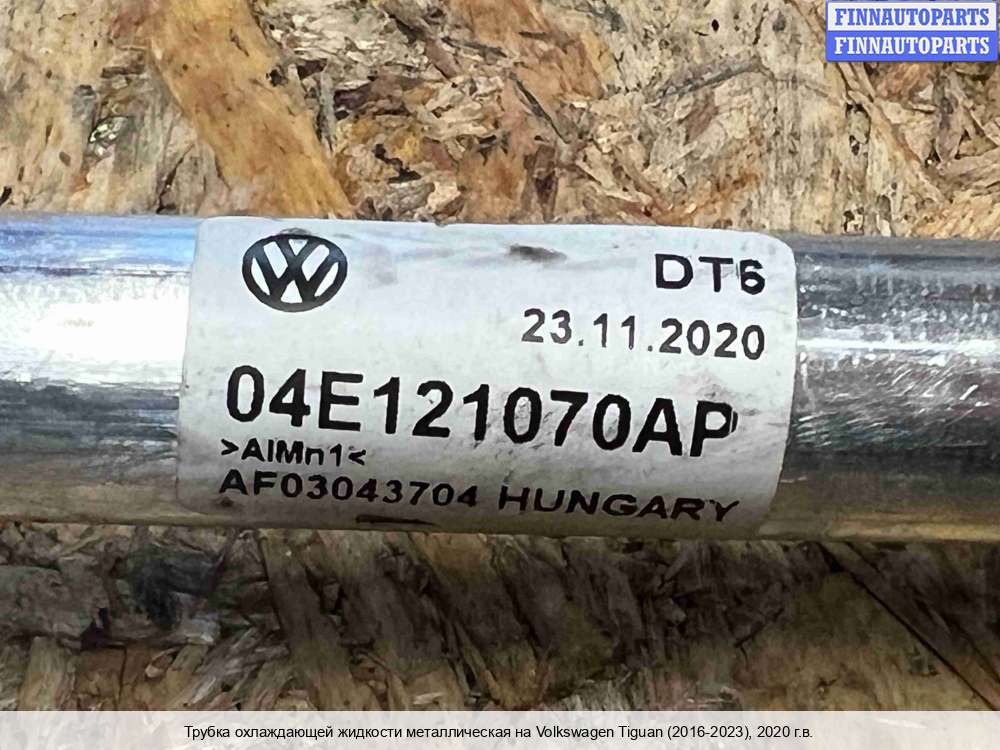 FINNAUTOPARTS
FINNAUTOPARTS
DT6
23.11.2020
04E121070AP
>AlMn1<
AF03043704 HUNGARY
Трубка охлаждающей жидкости металлическая на Volkswagen Tiguan (2016-2023), 2020 г.в.